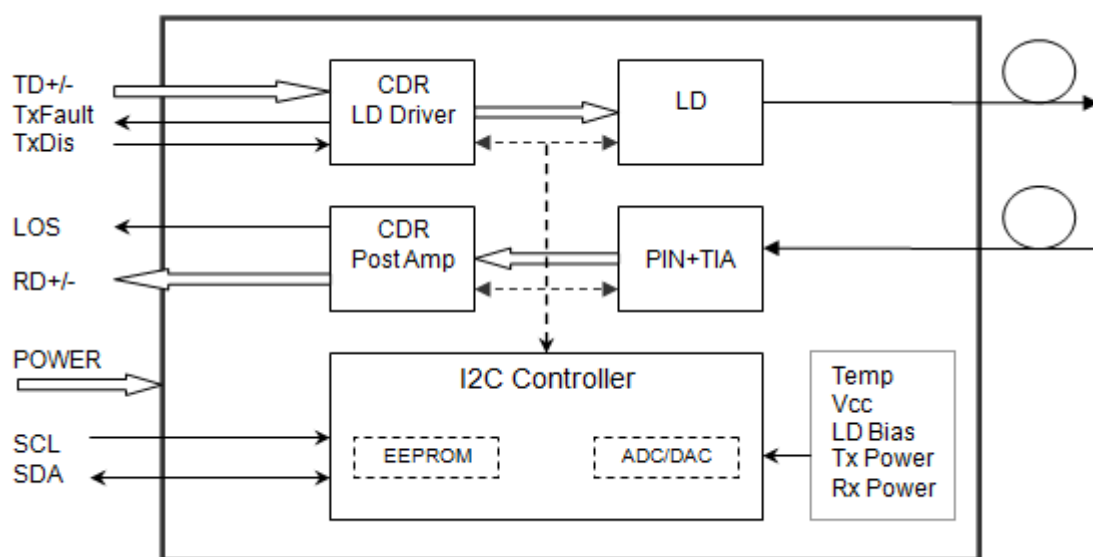 TD+/-
TxFault
TxDis
CDR
LD Driver
LD
LOS
RD+/-
CDR
Post Amp
PIN+TIA
POWER
SCL
SDA
I2C Controller
EEPROM
ADC/DAC
Temp
Vcc
LD Bias
Tx Power
Rx Power